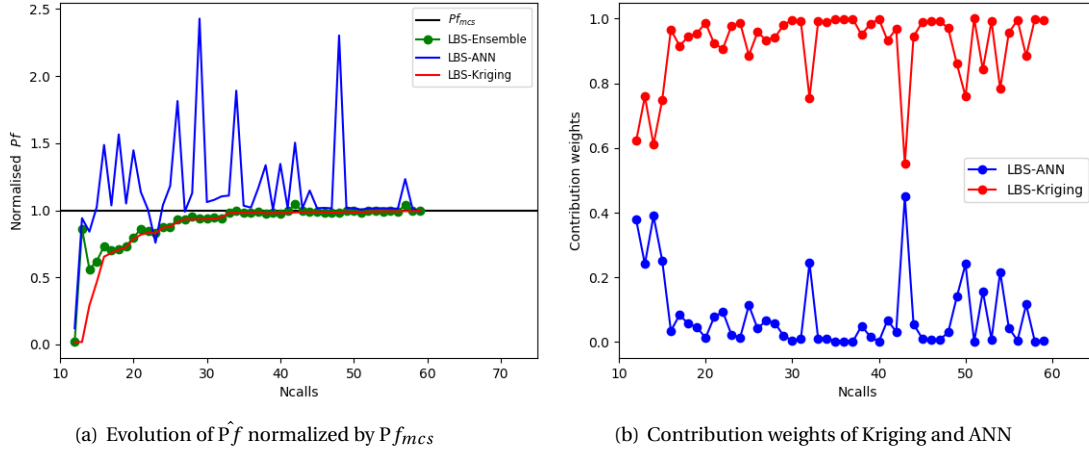 2.5
2.0
1.5
1.0
0.5
0.0
Normalised Pf
Pf_mcs
LBS-Ensemble
LBS-ANN
LBS-Kriging
10 20 30 40 50 60 70
Ncalls
(a) Evolution of P̂f normalized by Pf_mcs
1.0
0.8
0.6
0.4
0.2
0.0
Contribution weights
LBS-ANN
LBS-Kriging
10 20 30 40 50 60
Ncalls
(b) Contribution weights of Kriging and ANN